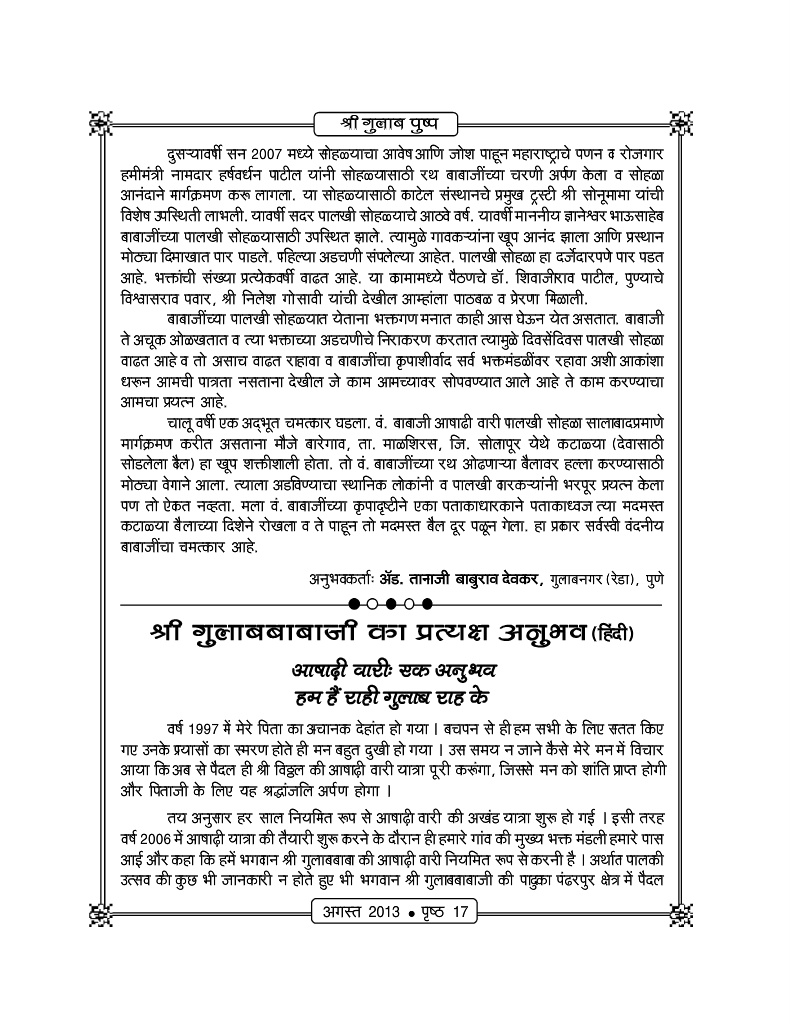 श्री गुलाब पुष्प
दुसऱ्यावर्षी सन 2007 मध्ये सोहळ्याचा आवेष आणि जोश पाहून महाराष्ट्राचे पणन व रोजगार
हमीमंत्री नामदार हर्षवर्धन पाटील यांनी सोहळ्यासाठी रथ बाबाजींच्या चरणी अर्पण केला व सोहळा
आनंदाने मार्गक्रमण करू लागला. या सोहळ्यासाठी काटेल संस्थानचे प्रमुख ट्रस्टी श्री सोनूमामा यांची
विशेष उपस्थिती लाभली. यावर्षी सदर पालखी सोहळ्याचे आठवे वर्ष. यावर्षी माननीय ज्ञानेश्वर भाऊसाहेब
बाबाजींच्या पालखी सोहळ्यासाठी उपस्थित झाले. त्यामुळे गावकऱ्यांना खूप आनंद झाला आणि प्रस्थान
मोठ्या दिमाखात पार पाडले. पहिल्या अडचणी संपलेल्या आहेत. पालखी सोहळा हा दर्जेदारपणे पार पडत
आहे. भक्तांची संख्या प्रत्येकवर्षी वाढत आहे. या कामामध्ये पैठणचे डॉ. शिवाजीराव पाटील, पुण्याचे
विश्वासराव पवार, श्री निलेश गोसावी यांची देखील आम्हांला पाठबळ व प्रेरणा मिळाली.
बाबाजींच्या पालखी सोहळ्यात येताना भक्तगण मनात काही आस घेऊन येत असतात. बाबाजी
ते अचूक ओळखतात व त्या भक्ताच्या अडचणीचे निराकरण करतात त्यामुळे दिवसेंदिवस पालखी सोहळा
वाढत आहे व तो असाच वाढत राहावा व बाबाजींचा कृपाशीर्वाद सर्व भक्तमंडळींवर रहावा अशी आकांशा
धरून आमची पात्रता नसताना देखील जे काम आमच्यावर सोपवण्यात आले आहे ते काम करण्याचा
आमचा प्रयत्न आहे.
चालू वर्षी एक अद्‌भूत चमत्कार घडला. वं. बाबाजी आषाढी वारी पालखी सोहळा सालाबादप्रमाणे
मार्गक्रमण करीत असताना मौजे बारेगाव, ता. माळशिरस, जि. सोलापूर येथे कटाळ्या (देवासाठी
सोडलेला बैल) हा खूप शक्तीशाली होता. तो वं. बाबाजींच्या रथ ओढणाऱ्या बैलावर हल्ला करण्यासाठी
मोठ्या वेगाने आला. त्याला अडविण्याचा स्थानिक लोकांनी व पालखी वारकऱ्यांनी भरपूर प्रयत्न केला
पण तो ऐकत नव्हता. मला वं. बाबाजींच्या कृपादृष्टीने एका पताकाधारकाने पताकाध्वज त्या मदमस्त
कटाळ्या बैलाच्या दिशेने रोखला व ते पाहून तो मदमस्त बैल दूर पळून गेला. हा प्रकार सर्वस्वी वंदनीय
बाबाजींचा चमत्कार आहे.
अनुभवकर्ताः ॲड. तानाजी बाबुराव देवकर, गुलाबनगर (रेडा), पुणे
श्री गुलाबबाबाजी का प्रत्यक्ष अनुभव (हिंदी)
आषाढ़ी वारीः एक अनुभव
हम हैं राही गुलाब राह के
वर्ष 1997 में मेरे पिता का अचानक देहांत हो गया। बचपन से ही हम सभी के लिए सतत किए
गए उनके प्रयासों का स्मरण होते ही मन बहुत दुखी हो गया। उस समय न जाने कैसे मेरे मन में विचार
आया कि अब से पैदल ही श्री विठ्ठल की आषाढ़ी वारी यात्रा पूरी करूंगा, जिससे मन को शांति प्राप्त होगी
और पिताजी के लिए यह श्रद्धांजलि अर्पण होगा।
तय अनुसार हर साल नियमित रूप से आषाढ़ी वारी की अखंड यात्रा शुरू हो गई। इसी तरह
वर्ष 2006 में आषाढ़ी यात्रा की तैयारी शुरू करने के दौरान ही हमारे गांव की मुख्य भक्त मंडली हमारे पास
आई और कहा कि हमें भगवान श्री गुलाबबाबा की आषाढ़ी वारी नियमित रूप से करनी है। अर्थात पालकी
उत्सव की कुछ भी जानकारी न होते हुए भी भगवान श्री गुलाबबाबाजी की पादुका पंढरपुर क्षेत्र में पैदल
अगस्त 2013 ● पृष्ठ 17